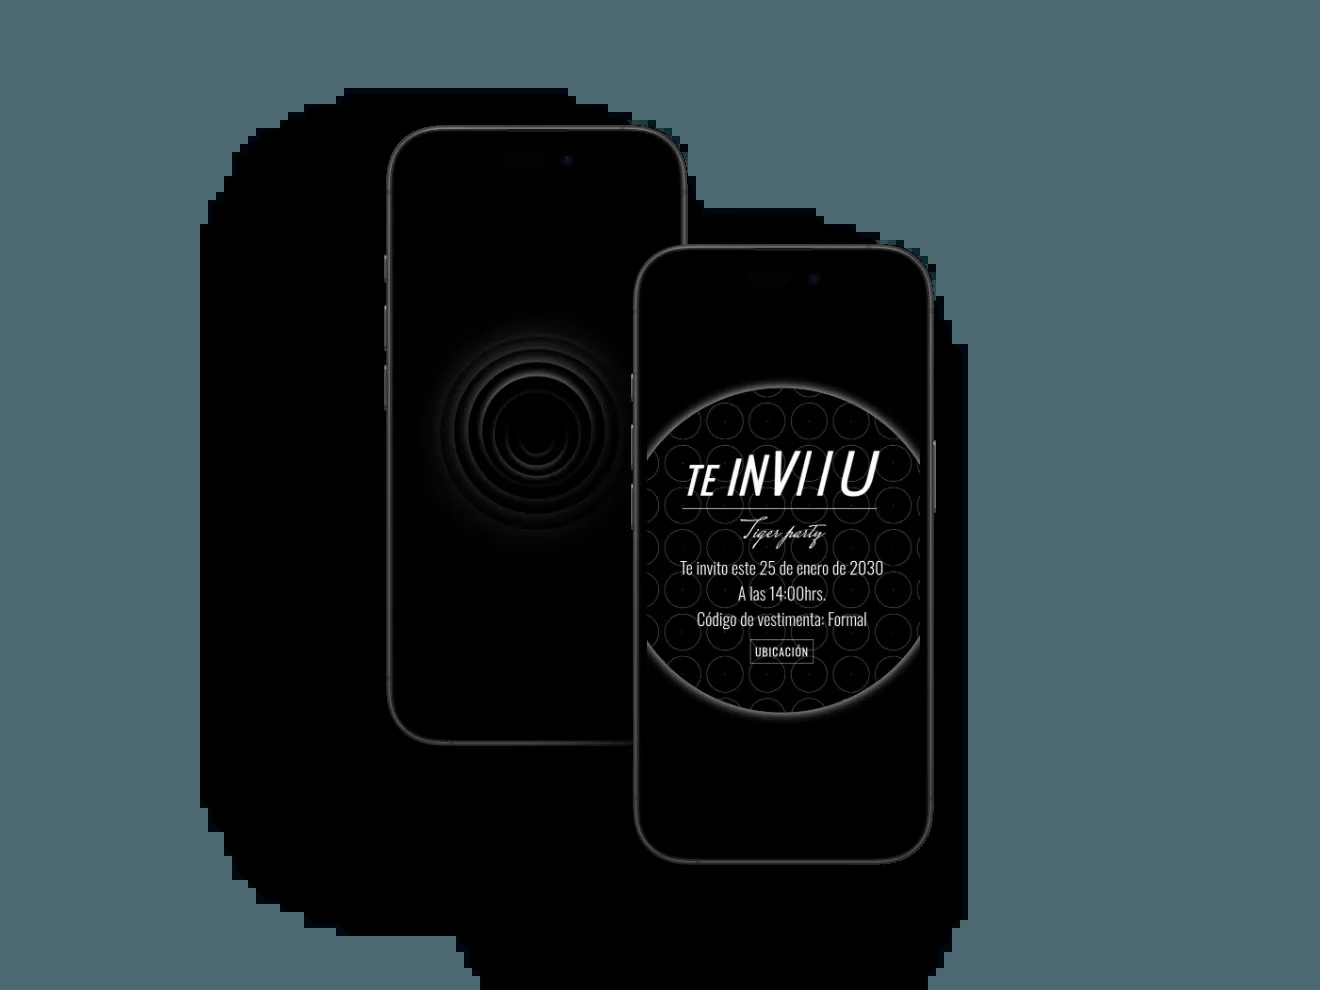 TE INVI I U
Tiger party
Te invito este 25 de enero de 2030
A las 14:00hrs.
Código de vestimenta: Formal
UBICACIÓN